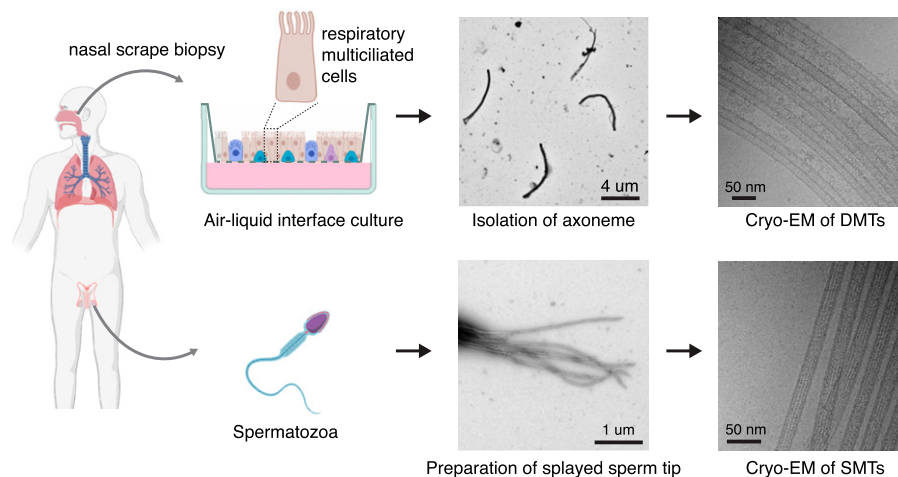 nasal scrape biopsy
respiratory
multiciliated
cells
4 um
50 nm
Air-liquid interface culture
Isolation of axoneme
Cryo-EM of DMTs
1 um
50 nm
Spermatozoa
Preparation of splayed sperm tip
Cryo-EM of SMTs